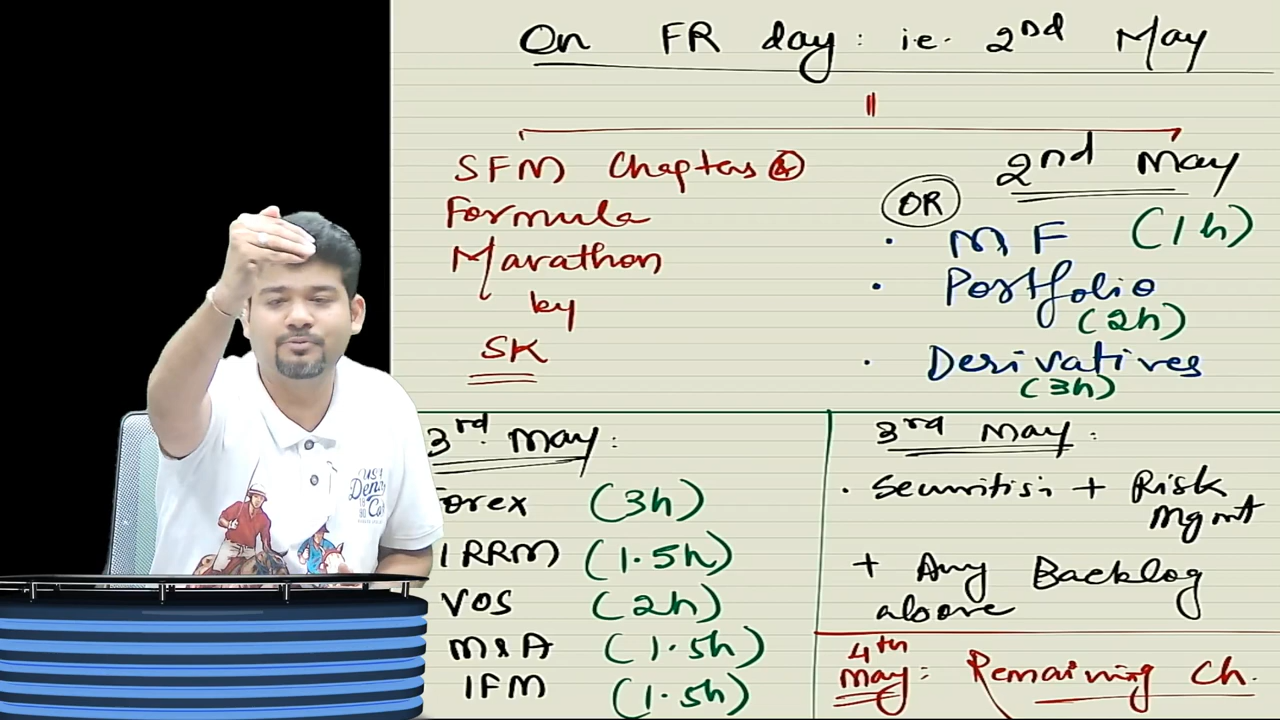 On FR day: i.e. 2nd May
SFM Chapters &
Formula
Marathon
by
SK
OR
2nd May
• MF (1h)
• Portfolio
(2h)
• Derivatives
(3h)
3rd May:
Forex (3h)
IRRM (1.5h)
VOS (2h)
M&A (1.5h)
IFM (1.5h)
3rd May:
• Securitisn + Risk
Mgmt
+ Any Backlog
above
4th
May: Remaining Ch.
US
Den